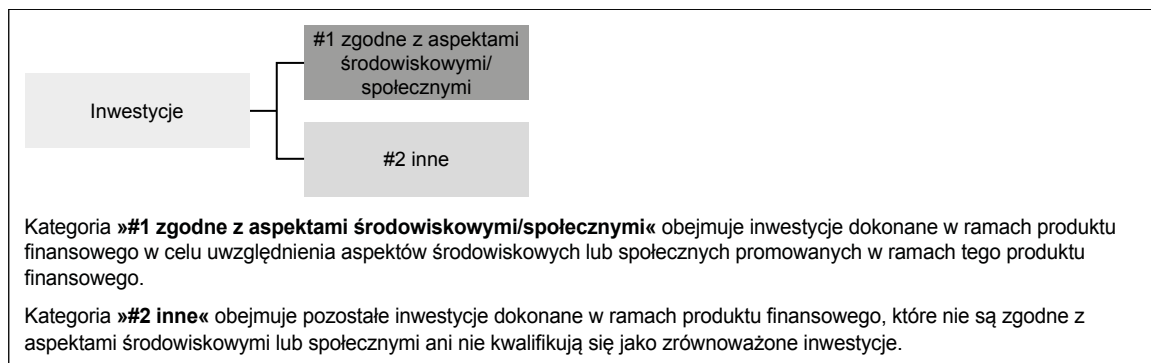 #1 zgodne z aspektami
środowiskowymi/
społecznymi
Inwestycje
#2 inne
Kategoria »#1 zgodne z aspektami środowiskowymi/społecznymi« obejmuje inwestycje dokonane w ramach produktu
finansowego w celu uwzględnienia aspektów środowiskowych lub społecznych promowanych w ramach tego produktu
finansowego.
Kategoria »#2 inne« obejmuje pozostałe inwestycje dokonane w ramach produktu finansowego, które nie są zgodne z
aspektami środowiskowymi lub społecznymi ani nie kwalifikują się jako zrównoważone inwestycje.